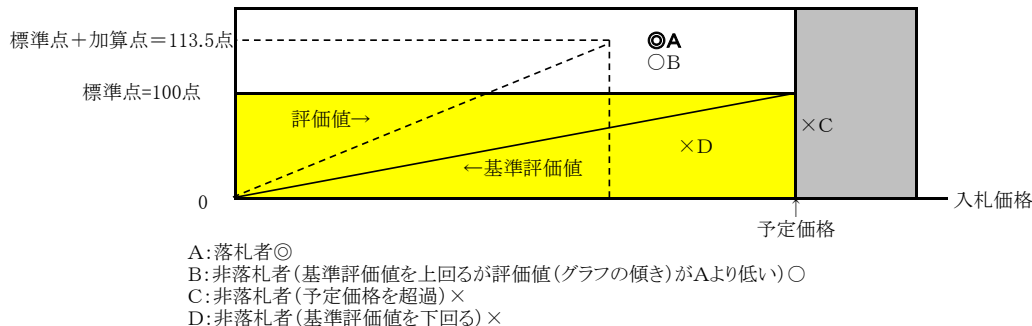 ◎A
標準点＋加算点＝113.5点
○B
標準点=100点
評価値→
×C
×D
←基準評価値
0
入札価格
↑
予定価格
A：落札者◎
B：非落札者（基準評価値を上回るが評価値（グラフの傾き）がAより低い）○
C：非落札者（予定価格を超過）×
D：非落札者（基準評価値を下回る）×